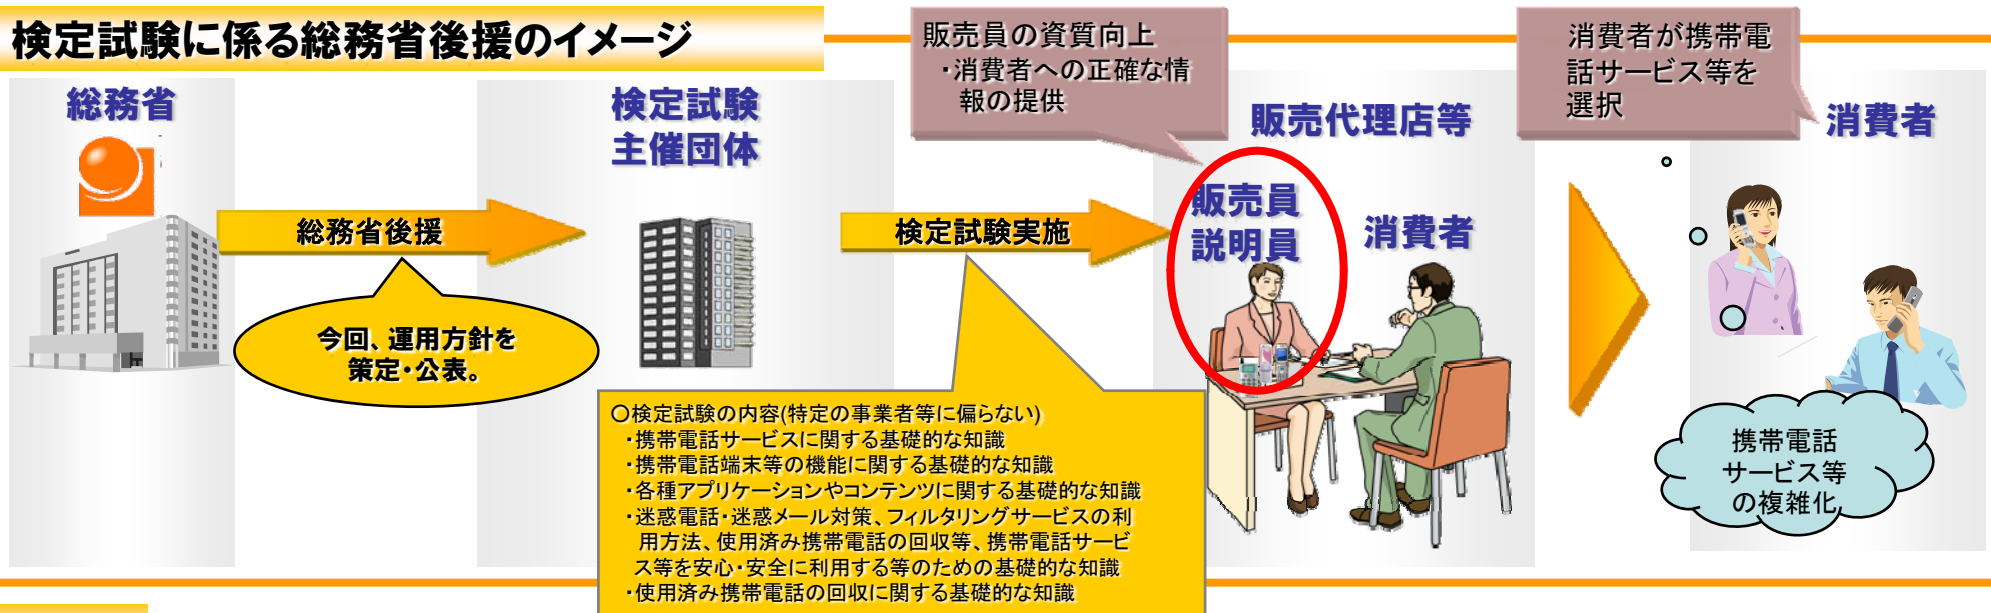 検定試験に係る総務省後援のイメージ
総務省
総務省後援
今回、運用方針を
策定・公表。
検定試験
主催団体
検定試験実施
〇検定試験の内容(特定の事業者等に偏らない)
・携帯電話サービスに関する基礎的な知識
・携帯電話端末等の機能に関する基礎的な知識
・各種アプリケーションやコンテンツに関する基礎的な知識
・迷惑電話・迷惑メール対策、フィルタリングサービスの利
用方法、使用済み携帯電話の回収等、携帯電話サービ
ス等を安心・安全に利用する等のための基礎的な知識
・使用済み携帯電話の回収に関する基礎的な知識
販売員の資質向上
・消費者への正確な情
報の提供
販売代理店等
販売員
説明員
消費者
消費者が携帯電
話サービス等を
選択
消費者
携帯電話
サービス等
の複雑化